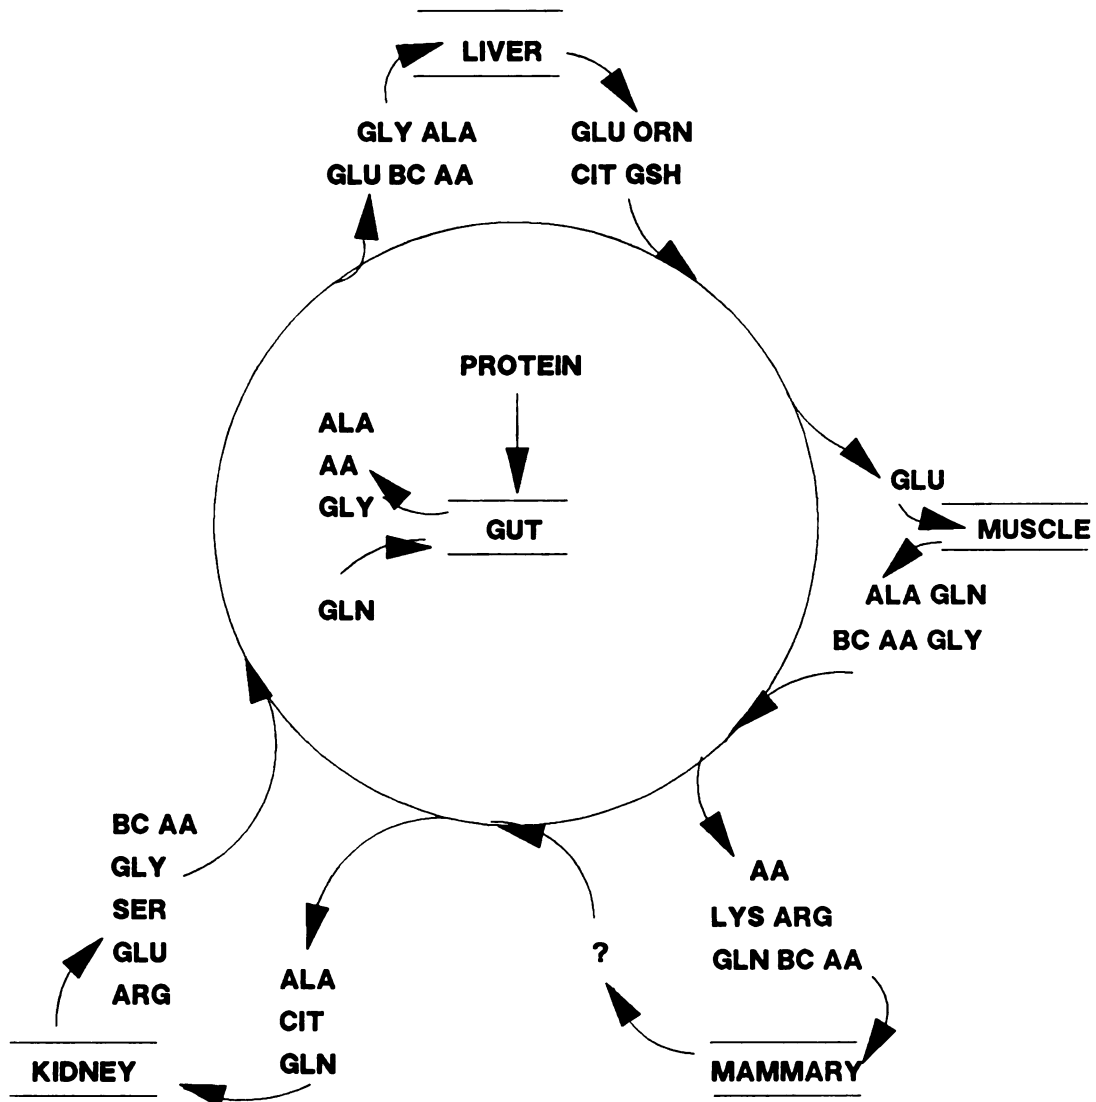 LIVER
GLY ALA
GLU BC AA
GLU ORN
CIT GSH
PROTEIN
ALA
AA
GLY
GUT
GLN
GLU
MUSCLE
ALA GLN
BC AA GLY
AA
LYS ARG
GLN BC AA
MAMMARY
?
ALA
CIT
GLN
BC AA
GLY
SER
GLU
ARG
KIDNEY